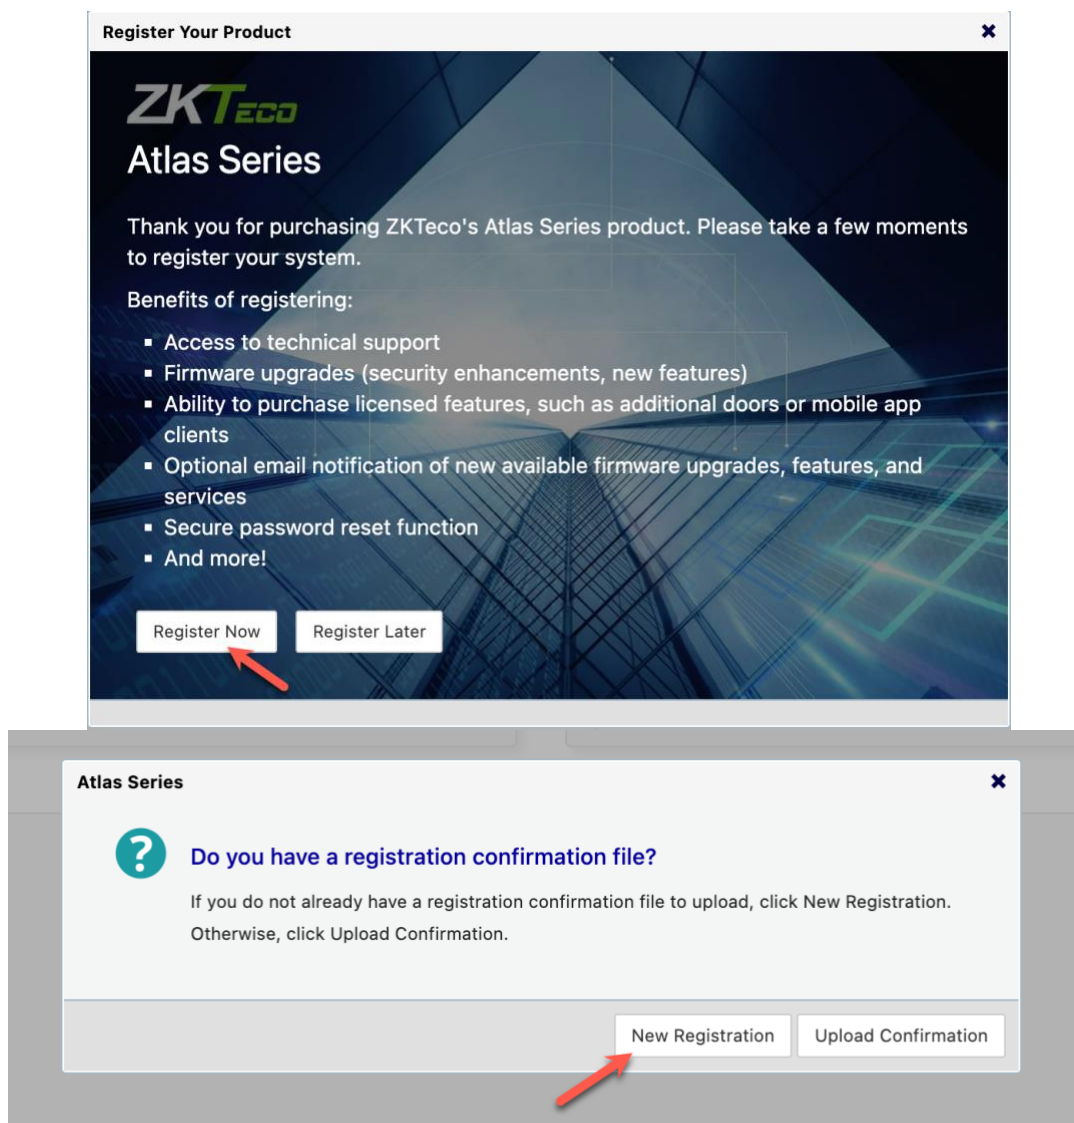 Register Your Product
ZKTeco
Atlas Series
Thank you for purchasing ZKTeco's Atlas Series product. Please take a few moments
to register your system.
Benefits of registering:
▪ Access to technical support
▪ Firmware upgrades (security enhancements, new features)
▪ Ability to purchase licensed features, such as additional doors or mobile app
clients
▪ Optional email notification of new available firmware upgrades, features, and
services
▪ Secure password reset function
▪ And more!
Register Now Register Later
Atlas Series
?
Do you have a registration confirmation file?
If you do not already have a registration confirmation file to upload, click New Registration.
Otherwise, click Upload Confirmation.
New Registration Upload Confirmation